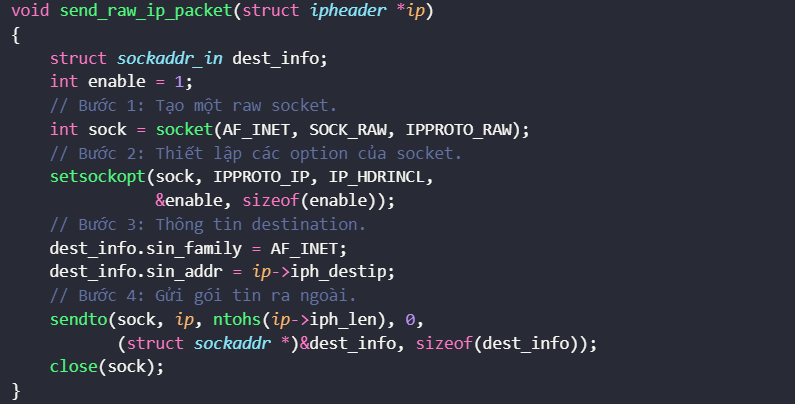 void send_raw_ip_packet(struct ipheader *ip)
{
    struct sockaddr_in dest_info;
    int enable = 1;
    // Bước 1: Tạo một raw socket.
    int sock = socket(AF_INET, SOCK_RAW, IPPROTO_RAW);
    // Bước 2: Thiết lập các option của socket.
    setsockopt(sock, IPPROTO_IP, IP_HDRINCL,
               &enable, sizeof(enable));
    // Bước 3: Thông tin destination.
    dest_info.sin_family = AF_INET;
    dest_info.sin_addr = ip->iph_destip;
    // Bước 4: Gửi gói tin ra ngoài.
    sendto(sock, ip, ntohs(ip->iph_len), 0,
           (struct sockaddr *)&dest_info, sizeof(dest_info));
    close(sock);
}